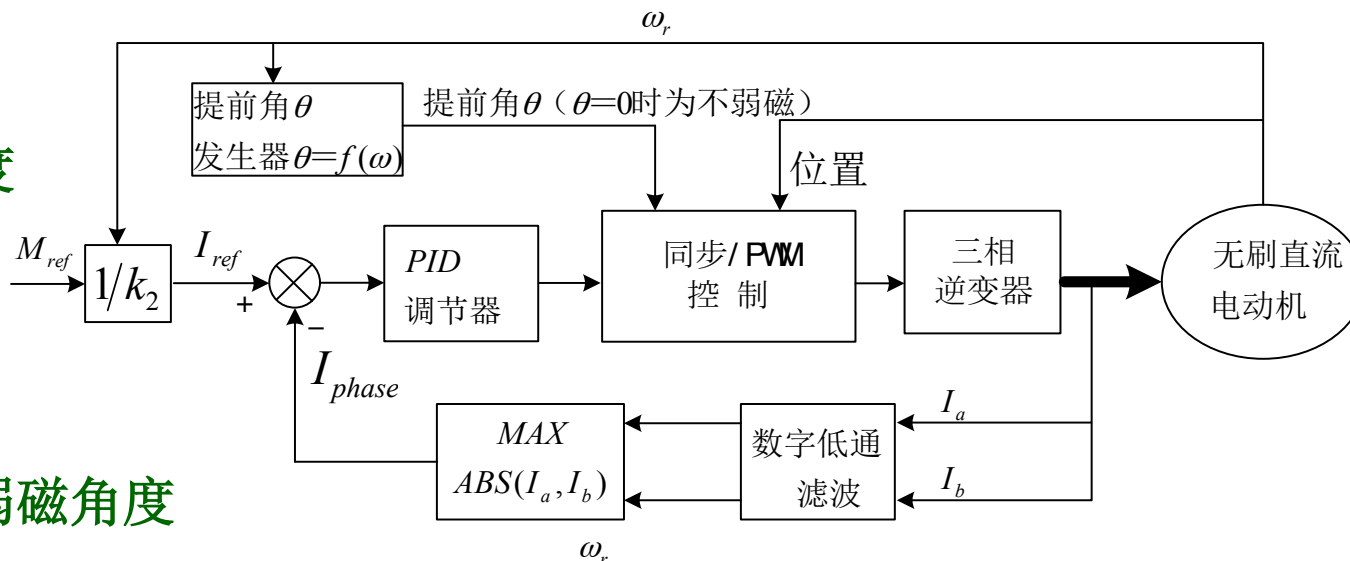 ω_r
提前角θ
发生器θ=f(ω)
提前角θ（θ=0时为不弱磁）
位置
度
M_ref
1/k_2
I_ref
+
−
PID
调节器
同步/PWM
控 制
三相
逆变器
无刷直流
电动机
I_phase
MAX
ABS(I_a,I_b)
数字低通
滤波
I_a
I_b
弱磁角度
ω_r